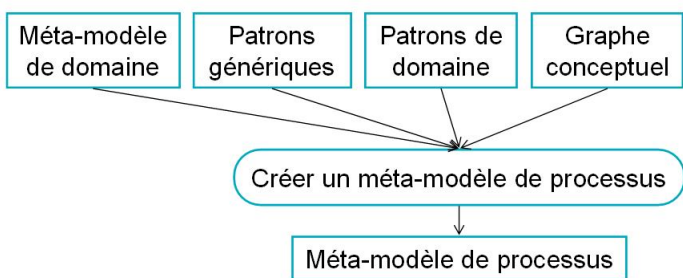 Méta-modèle
de domaine
Patrons
génériques
Patrons de
domaine
Graphe
conceptuel
Créer un méta-modèle de processus
Méta-modèle de processus